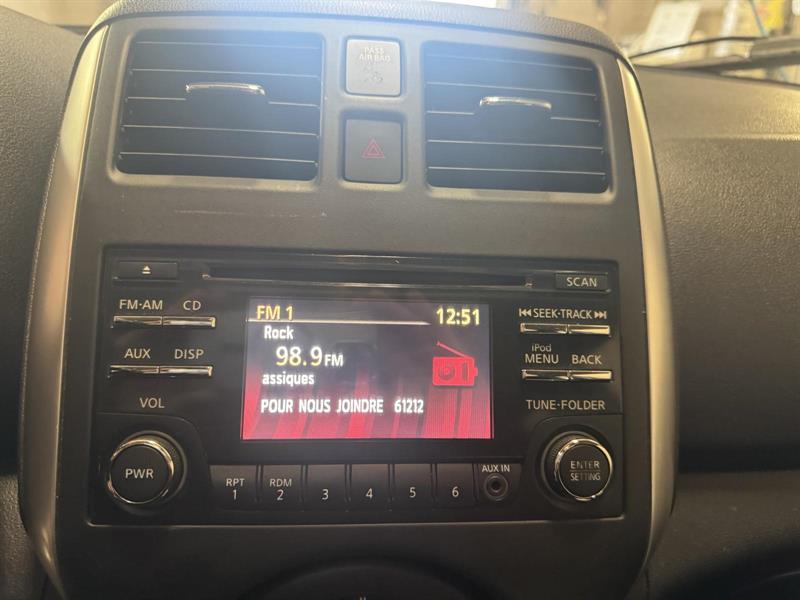 PASS
AIR BAG
SCAN
FM·AM CD
AUX DISP
VOL
PWR
FM 1 12:51
Rock
98.9 FM
assiques
POUR NOUS JOINDRE 61212
SEEK·TRACK
iPod
MENU BACK
TUNE·FOLDER
ENTER
SETTING
RPT RDM
1 2 3 4 5 6
AUX IN